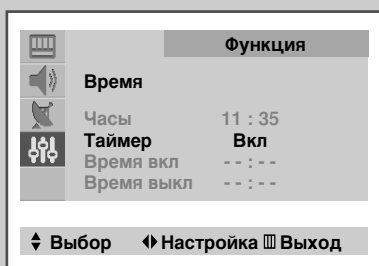 Функция
Время
Часы 11 : 35
Таймер Вкл
Время вкл - - : - -
Время выкл - - : - -
Выбор Настройка Выход